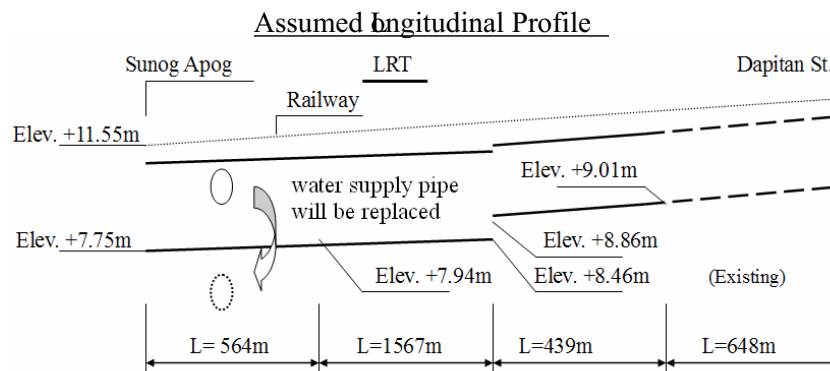 Assumed Longitudinal Profile
Sunog Apog
LRT
Dapitan St.
Railway
Elev. +11.55m
Elev. +9.01m
water supply pipe
will be replaced
Elev. +7.75m
Elev. +8.86m
Elev. +7.94m
Elev. +8.46m
(Existing)
L= 564m
L=1567m
L=439m
L=648m